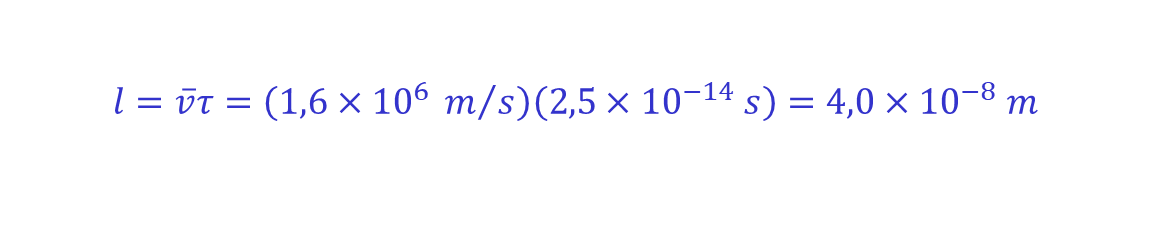 l = v̄τ = (1,6 × 10⁶ m/s)(2,5 × 10⁻¹⁴ s) = 4,0 × 10⁻⁸ m